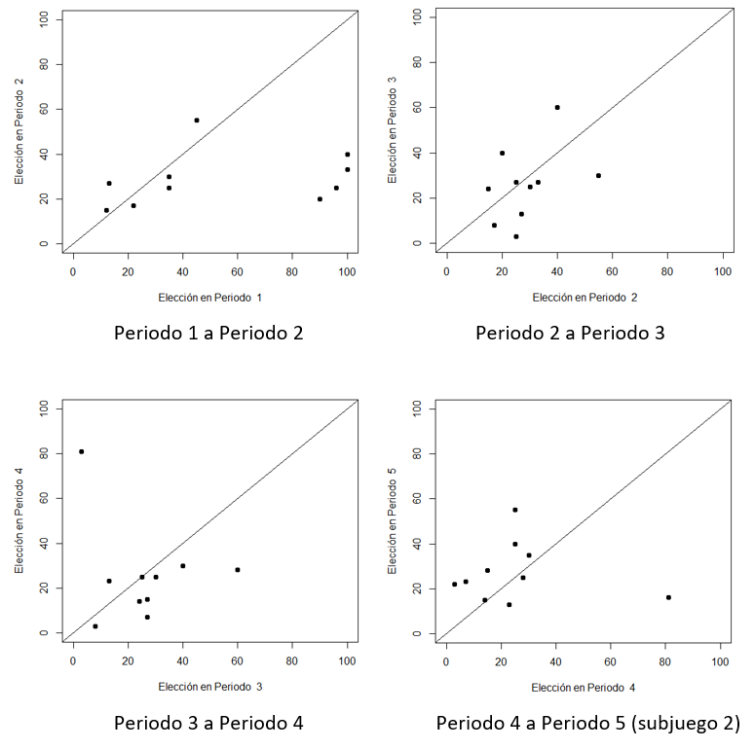 100
80
60
40
20
0
Elección en Periodo 2
0 20 40 60 80 100
Elección en Periodo 1
Periodo 1 a Periodo 2
100
80
60
40
20
0
Elección en Periodo 3
0 20 40 60 80 100
Elección en Periodo 2
Periodo 2 a Periodo 3
100
80
60
40
20
0
Elección en Periodo 4
0 20 40 60 80 100
Elección en Periodo 3
Periodo 3 a Periodo 4
100
80
60
40
20
0
Elección en Periodo 5
0 20 40 60 80 100
Elección en Periodo 4
Periodo 4 a Periodo 5 (subjuego 2)